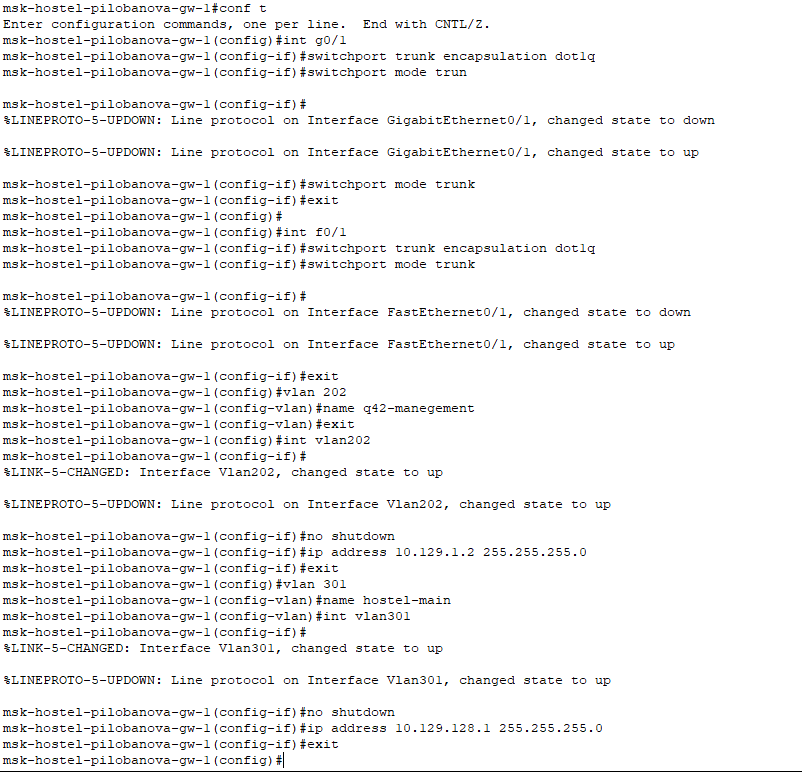 msk-hostel-pilobanova-gw-1#conf t
Enter configuration commands, one per line.  End with CNTL/Z.
msk-hostel-pilobanova-gw-1(config)#int g0/1
msk-hostel-pilobanova-gw-1(config-if)#switchport trunk encapsulation dot1q
msk-hostel-pilobanova-gw-1(config-if)#switchport mode trun
msk-hostel-pilobanova-gw-1(config-if)#
%LINEPROTO-5-UPDOWN: Line protocol on Interface GigabitEthernet0/1, changed state to down
%LINEPROTO-5-UPDOWN: Line protocol on Interface GigabitEthernet0/1, changed state to up
msk-hostel-pilobanova-gw-1(config-if)#switchport mode trunk
msk-hostel-pilobanova-gw-1(config-if)#exit
msk-hostel-pilobanova-gw-1(config)#
msk-hostel-pilobanova-gw-1(config)#int f0/1
msk-hostel-pilobanova-gw-1(config-if)#switchport trunk encapsulation dot1q
msk-hostel-pilobanova-gw-1(config-if)#switchport mode trunk
msk-hostel-pilobanova-gw-1(config-if)#
%LINEPROTO-5-UPDOWN: Line protocol on Interface FastEthernet0/1, changed state to down
%LINEPROTO-5-UPDOWN: Line protocol on Interface FastEthernet0/1, changed state to up
msk-hostel-pilobanova-gw-1(config-if)#exit
msk-hostel-pilobanova-gw-1(config)#vlan 202
msk-hostel-pilobanova-gw-1(config-vlan)#name q42-manegement
msk-hostel-pilobanova-gw-1(config-vlan)#exit
msk-hostel-pilobanova-gw-1(config)#int vlan202
msk-hostel-pilobanova-gw-1(config-if)#
%LINK-5-CHANGED: Interface Vlan202, changed state to up
%LINEPROTO-5-UPDOWN: Line protocol on Interface Vlan202, changed state to up
msk-hostel-pilobanova-gw-1(config-if)#no shutdown
msk-hostel-pilobanova-gw-1(config-if)#ip address 10.129.1.2 255.255.255.0
msk-hostel-pilobanova-gw-1(config-if)#exit
msk-hostel-pilobanova-gw-1(config)#vlan 301
msk-hostel-pilobanova-gw-1(config-vlan)#name hostel-main
msk-hostel-pilobanova-gw-1(config-vlan)#int vlan301
msk-hostel-pilobanova-gw-1(config-if)#
%LINK-5-CHANGED: Interface Vlan301, changed state to up
%LINEPROTO-5-UPDOWN: Line protocol on Interface Vlan301, changed state to up
msk-hostel-pilobanova-gw-1(config-if)#no shutdown
msk-hostel-pilobanova-gw-1(config-if)#ip address 10.129.128.1 255.255.255.0
msk-hostel-pilobanova-gw-1(config-if)#exit
msk-hostel-pilobanova-gw-1(config)#